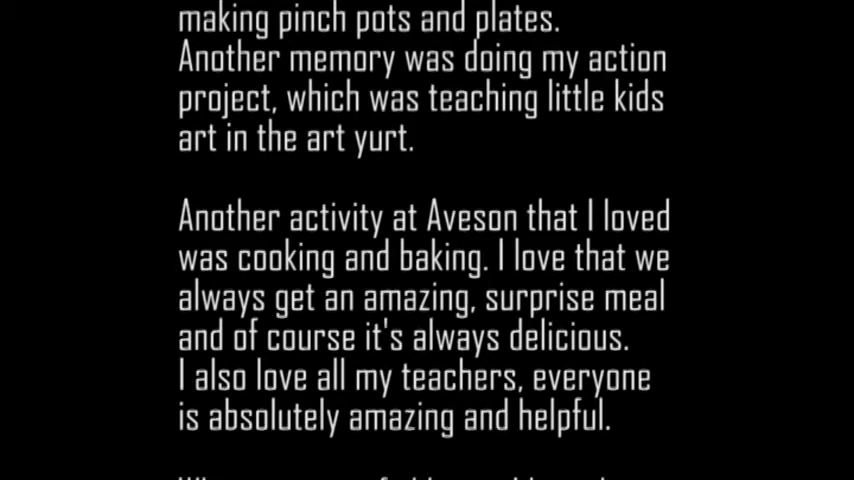 making pinch pots and plates.
Another memory was doing my action
project, which was teaching little kids
art in the art yurt.
Another activity at Aveson that I loved
was cooking and baking. I love that we
always get an amazing, surprise meal
and of course it's always delicious.
I also love all my teachers, everyone
is absolutely amazing and helpful.